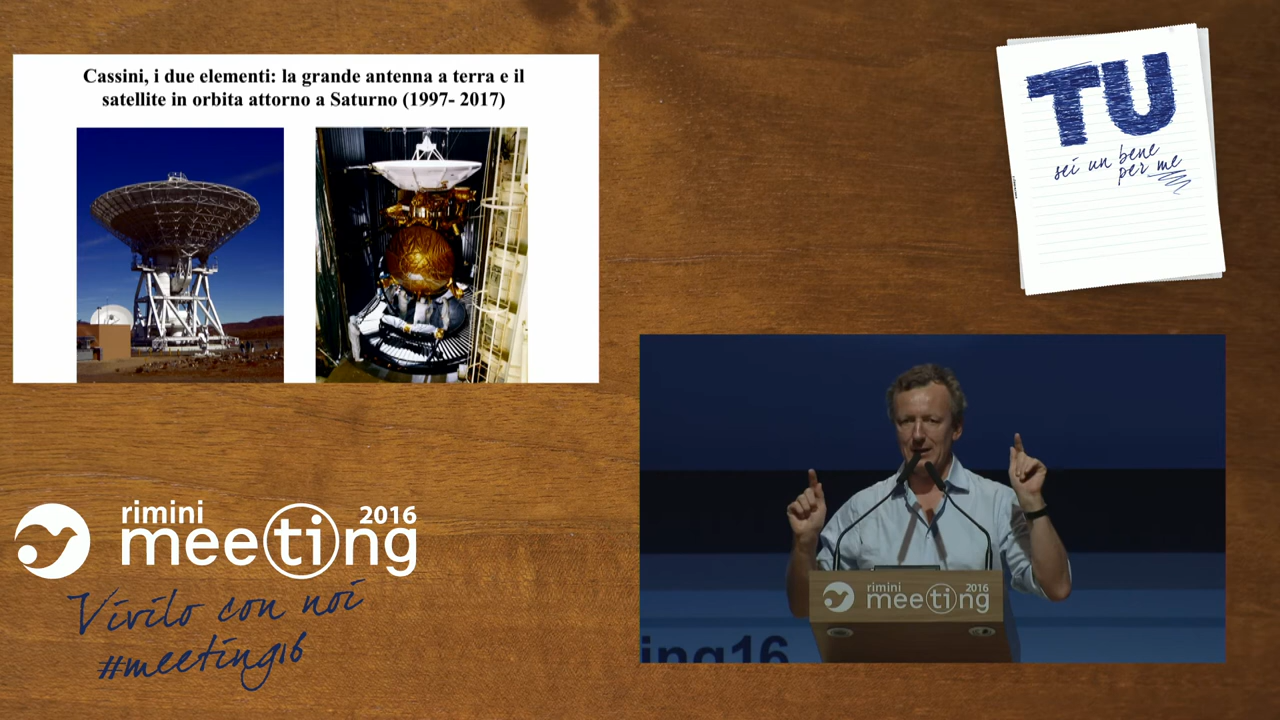 Cassini, i due elementi: la grande antenna a terra e il
satellite in orbita attorno a Saturno (1997- 2017)
TU
sei un bene
per me
rimini 2016
meeting
Vivilo con noi
#meeting16
rimini 2016
meeting
ing16